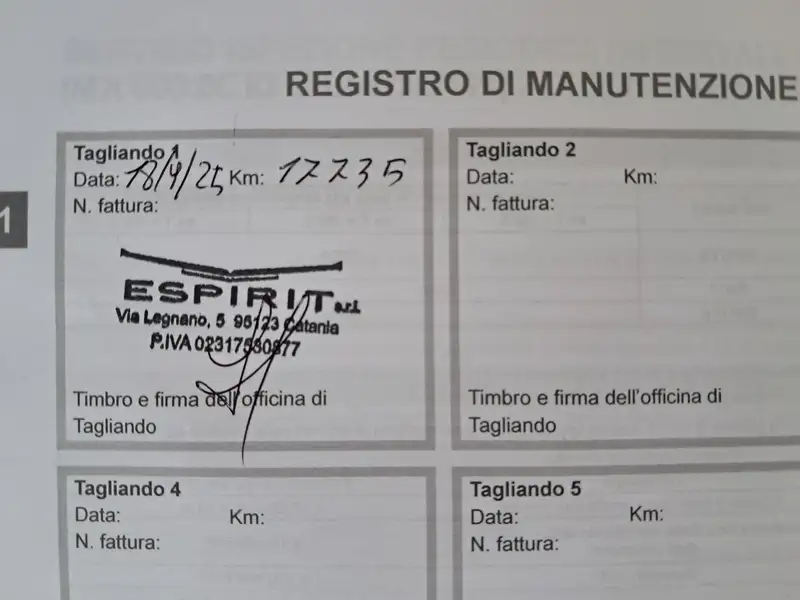 REGISTRO DI MANUTENZIONE
1
Tagliando 1
Data: 18/4/25 Km: 17735
N. fattura:
ESPIRIT s.r.l.
Via Legnano, 5 95123 Catania
P.IVA
Timbro e firma dell'officina di
Tagliando
Tagliando 2
Data: Km:
N. fattura:
Timbro e firma dell'officina di
Tagliando
Tagliando 4
Data: Km:
N. fattura:
Tagliando 5
Data: Km:
N. fattura: